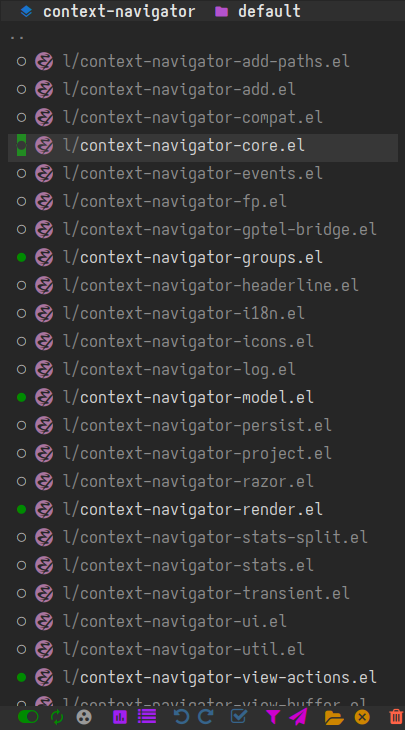 context-navigator default
..
l/context-navigator-add-paths.el
l/context-navigator-add.el
l/context-navigator-compat.el
l/context-navigator-core.el
l/context-navigator-events.el
l/context-navigator-fp.el
l/context-navigator-gptel-bridge.el
l/context-navigator-groups.el
l/context-navigator-headerline.el
l/context-navigator-i18n.el
l/context-navigator-icons.el
l/context-navigator-log.el
l/context-navigator-model.el
l/context-navigator-persist.el
l/context-navigator-project.el
l/context-navigator-razor.el
l/context-navigator-render.el
l/context-navigator-stats-split.el
l/context-navigator-stats.el
l/context-navigator-transient.el
l/context-navigator-ui.el
l/context-navigator-util.el
l/context-navigator-view-actions.el
l/context-navigator-view-buffer.el